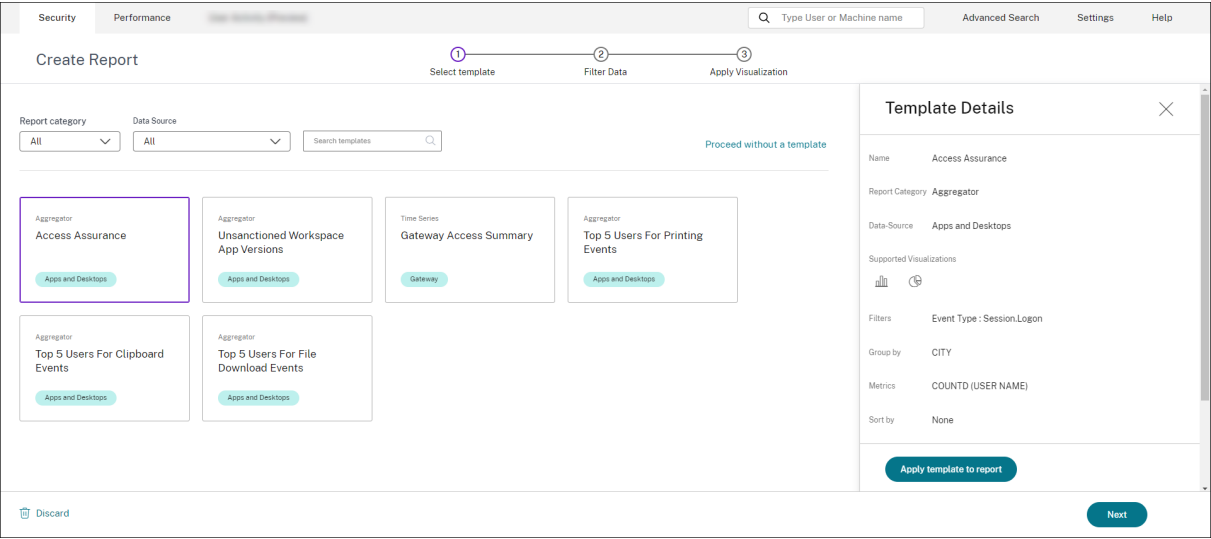 Security Performance Type User or Machine name Advanced Search Settings Help
Create Report
1 2 3
Select template Filter Data Apply Visualization
Report category Data Source
All All Search templates
Proceed without a template
Aggregator
Access Assurance
Apps and Desktops
Aggregator
Unsanctioned Workspace
App Versions
Apps and Desktops
Time Series
Gateway Access Summary
Gateway
Aggregator
Top 5 Users For Printing
Events
Apps and Desktops
Aggregator
Top 5 Users For Clipboard
Events
Apps and Desktops
Aggregator
Top 5 Users For File
Download Events
Apps and Desktops
Template Details
Name Access Assurance
Report Category Aggregator
Data-Source Apps and Desktops
Supported Visualizations
Filters Event Type : Session.Logon
Group by CITY
Metrics COUNTD (USER NAME)
Sort by None
Apply template to report
Discard Next